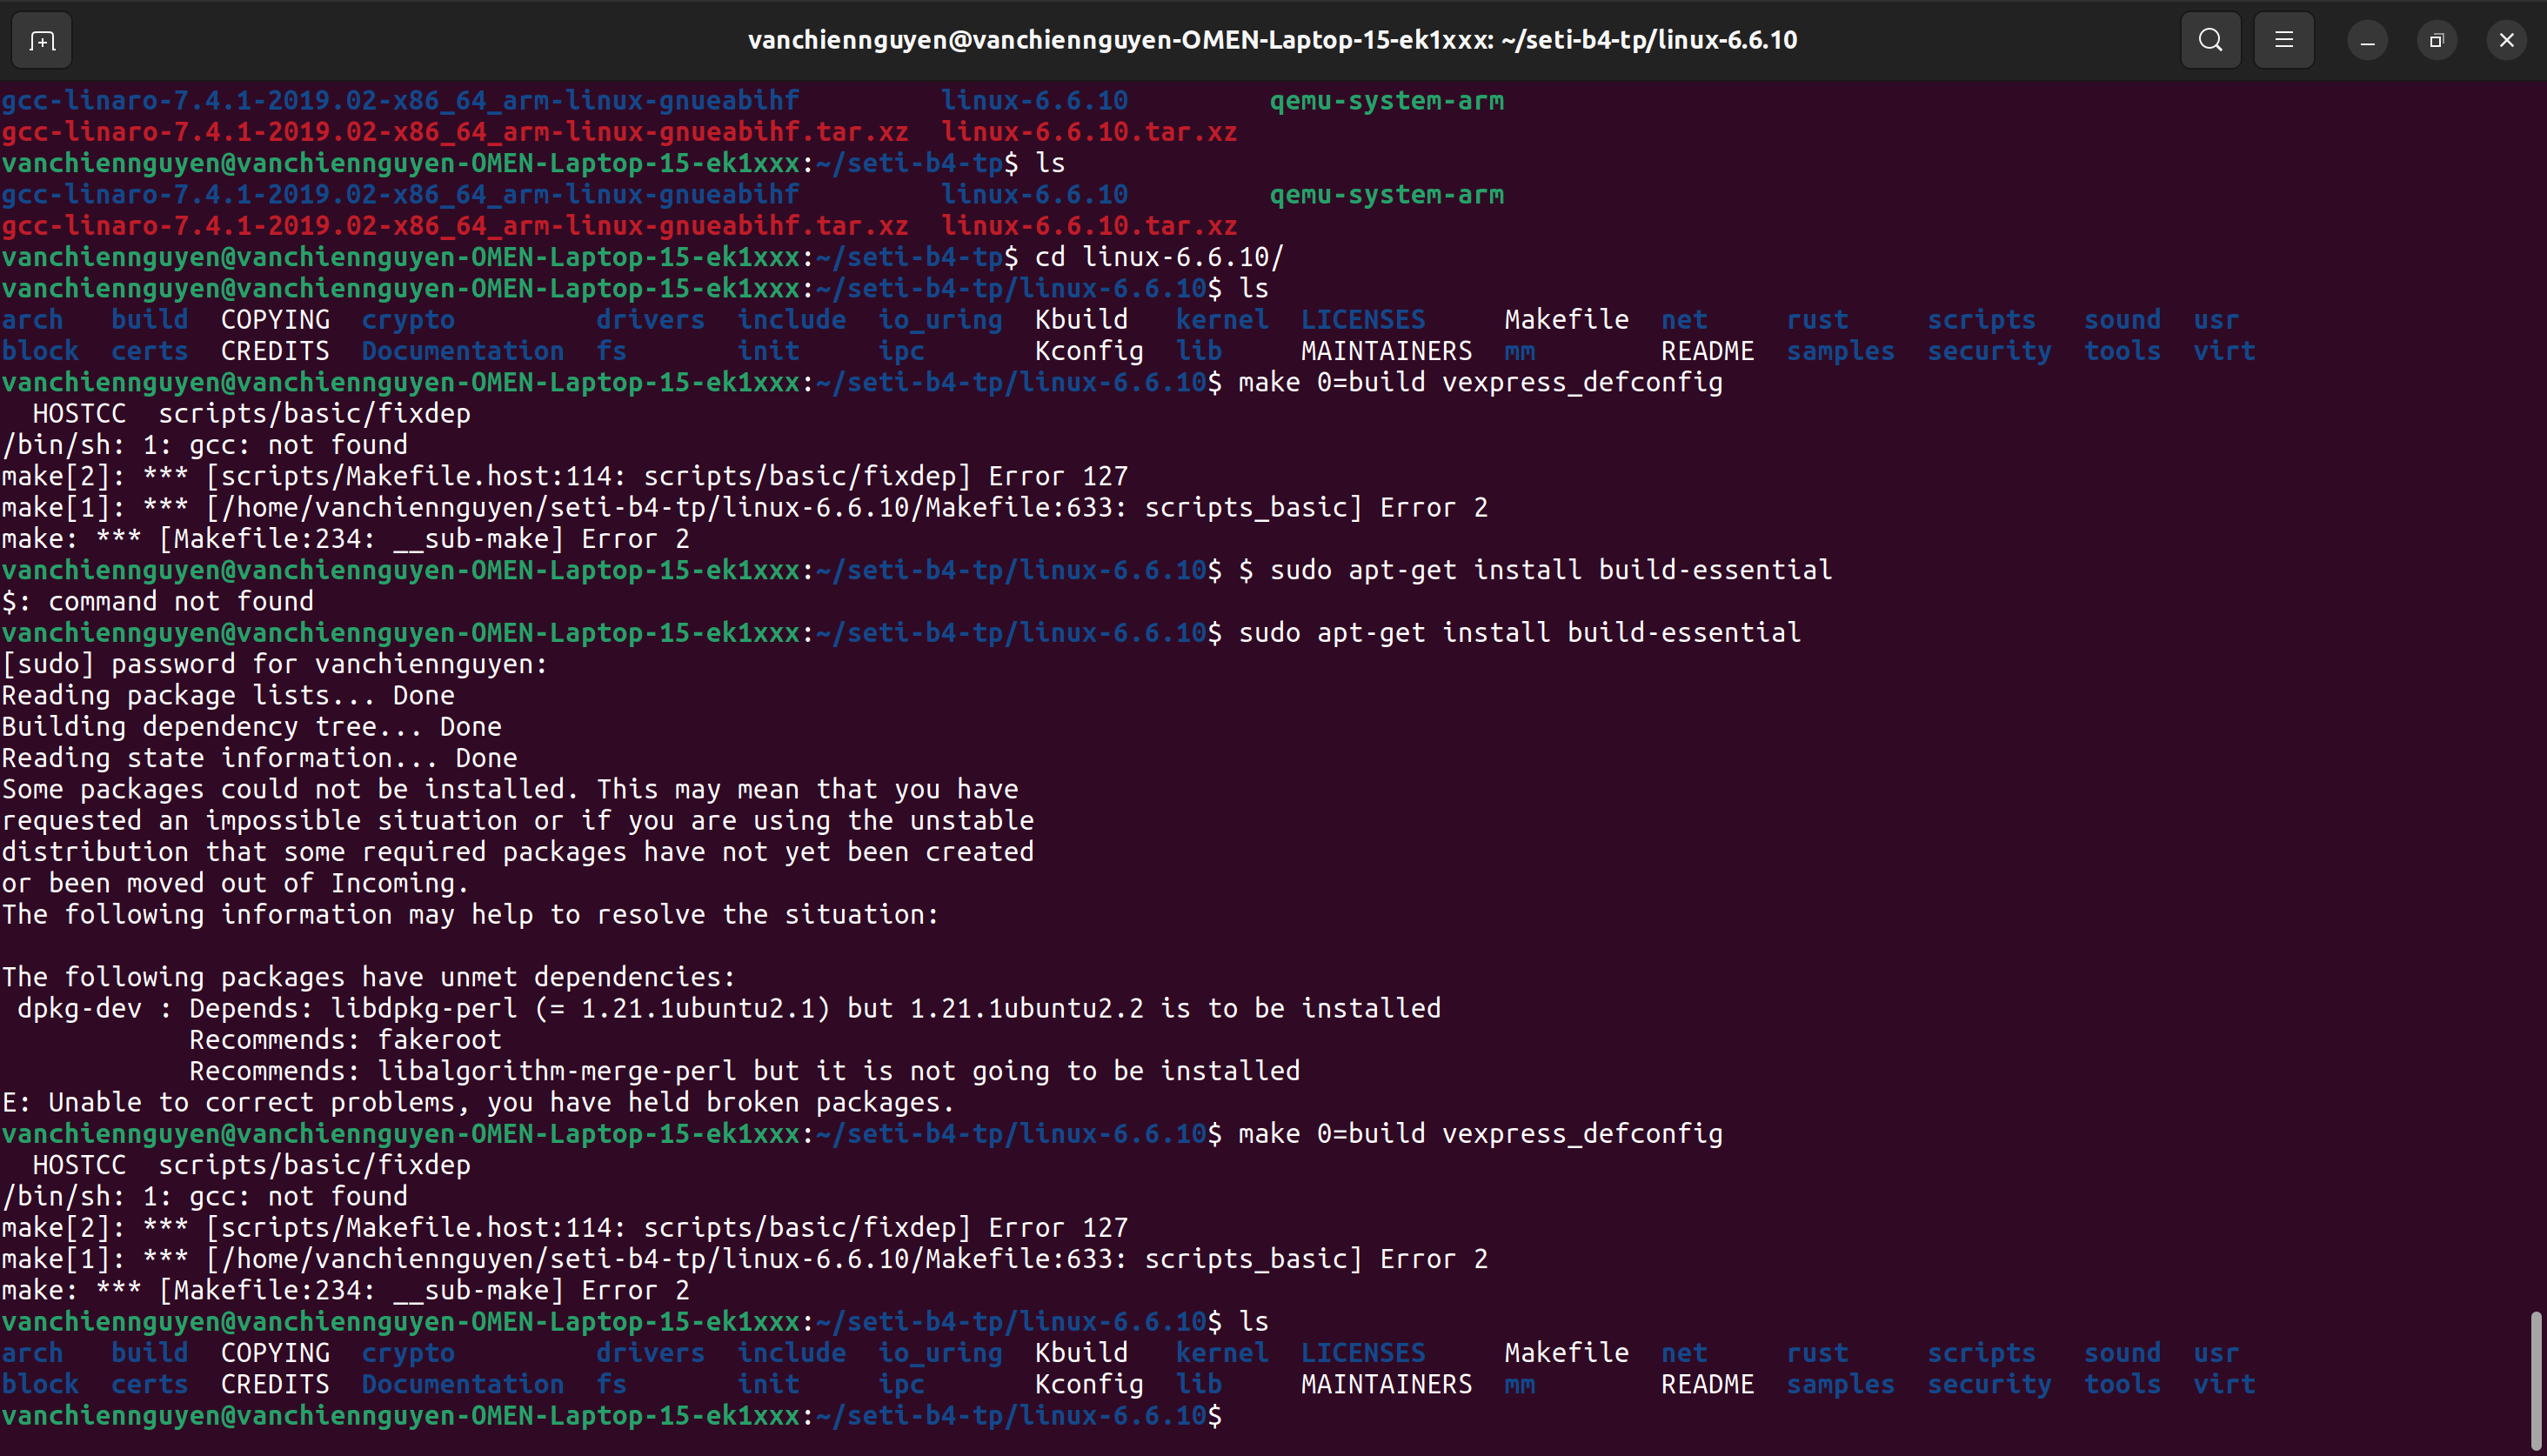 vanchiennguyen@vanchiennguyen-OMEN-Laptop-15-ek1xxx: ~/seti-b4-tp/linux-6.6.10
gcc-linaro-7.4.1-2019.02-x86_64_arm-linux-gnueabihf         linux-6.6.10         qemu-system-arm
gcc-linaro-7.4.1-2019.02-x86_64_arm-linux-gnueabihf.tar.xz  linux-6.6.10.tar.xz
vanchiennguyen@vanchiennguyen-OMEN-Laptop-15-ek1xxx:~/seti-b4-tp$ ls
gcc-linaro-7.4.1-2019.02-x86_64_arm-linux-gnueabihf         linux-6.6.10         qemu-system-arm
gcc-linaro-7.4.1-2019.02-x86_64_arm-linux-gnueabihf.tar.xz  linux-6.6.10.tar.xz
vanchiennguyen@vanchiennguyen-OMEN-Laptop-15-ek1xxx:~/seti-b4-tp$ cd linux-6.6.10/
vanchiennguyen@vanchiennguyen-OMEN-Laptop-15-ek1xxx:~/seti-b4-tp/linux-6.6.10$ ls
arch   build  COPYING  crypto         drivers  include  io_uring  Kbuild   kernel  LICENSES     Makefile  net     rust     scripts   sound  usr
block  certs  CREDITS  Documentation  fs       init     ipc       Kconfig  lib     MAINTAINERS  mm        README  samples  security  tools  virt
vanchiennguyen@vanchiennguyen-OMEN-Laptop-15-ek1xxx:~/seti-b4-tp/linux-6.6.10$ make 0=build vexpress_defconfig
  HOSTCC  scripts/basic/fixdep
/bin/sh: 1: gcc: not found
make[2]: *** [scripts/Makefile.host:114: scripts/basic/fixdep] Error 127
make[1]: *** [/home/vanchiennguyen/seti-b4-tp/linux-6.6.10/Makefile:633: scripts_basic] Error 2
make: *** [Makefile:234: __sub-make] Error 2
vanchiennguyen@vanchiennguyen-OMEN-Laptop-15-ek1xxx:~/seti-b4-tp/linux-6.6.10$ $ sudo apt-get install build-essential
$: command not found
vanchiennguyen@vanchiennguyen-OMEN-Laptop-15-ek1xxx:~/seti-b4-tp/linux-6.6.10$ sudo apt-get install build-essential
[sudo] password for vanchiennguyen:
Reading package lists... Done
Building dependency tree... Done
Reading state information... Done
Some packages could not be installed. This may mean that you have
requested an impossible situation or if you are using the unstable
distribution that some required packages have not yet been created
or been moved out of Incoming.
The following information may help to resolve the situation:

The following packages have unmet dependencies:
 dpkg-dev : Depends: libdpkg-perl (= 1.21.1ubuntu2.1) but 1.21.1ubuntu2.2 is to be installed
            Recommends: fakeroot
            Recommends: libalgorithm-merge-perl but it is not going to be installed
E: Unable to correct problems, you have held broken packages.
vanchiennguyen@vanchiennguyen-OMEN-Laptop-15-ek1xxx:~/seti-b4-tp/linux-6.6.10$ make 0=build vexpress_defconfig
  HOSTCC  scripts/basic/fixdep
/bin/sh: 1: gcc: not found
make[2]: *** [scripts/Makefile.host:114: scripts/basic/fixdep] Error 127
make[1]: *** [/home/vanchiennguyen/seti-b4-tp/linux-6.6.10/Makefile:633: scripts_basic] Error 2
make: *** [Makefile:234: __sub-make] Error 2
vanchiennguyen@vanchiennguyen-OMEN-Laptop-15-ek1xxx:~/seti-b4-tp/linux-6.6.10$ ls
arch   build  COPYING  crypto         drivers  include  io_uring  Kbuild   kernel  LICENSES     Makefile  net     rust     scripts   sound  usr
block  certs  CREDITS  Documentation  fs       init     ipc       Kconfig  lib     MAINTAINERS  mm        README  samples  security  tools  virt
vanchiennguyen@vanchiennguyen-OMEN-Laptop-15-ek1xxx:~/seti-b4-tp/linux-6.6.10$